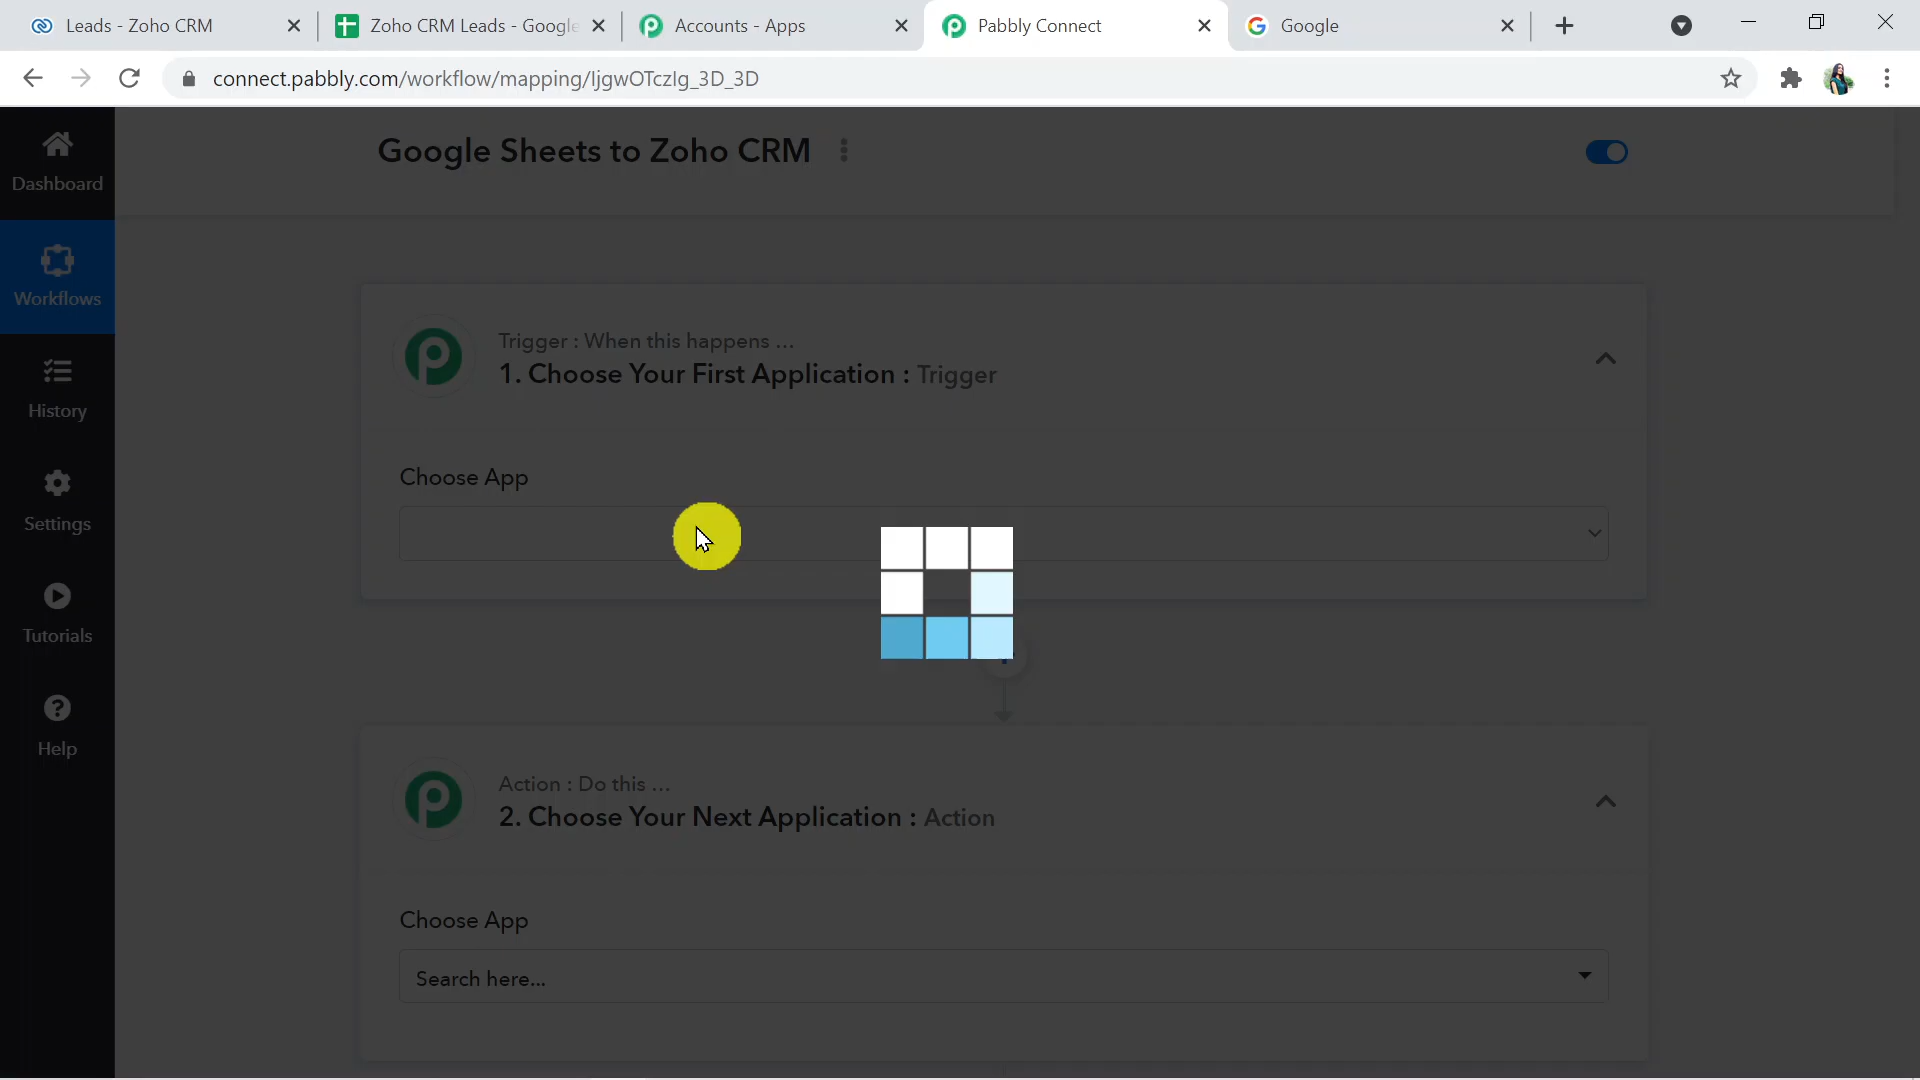 Leads - Zoho CRM
Zoho CRM Leads - Google
Accounts - Apps
Pabbly Connect
Google
connect.pabbly.com/workflow/mapping/IjgwOTczIg_3D_3D
Google Sheets to Zoho CRM
Dashboard
Workflows
History
Settings
Tutorials
Help
Trigger : When this happens ...
1. Choose Your First Application : Trigger
Choose App
Action : Do this ...
2. Choose Your Next Application : Action
Choose App
Search here...